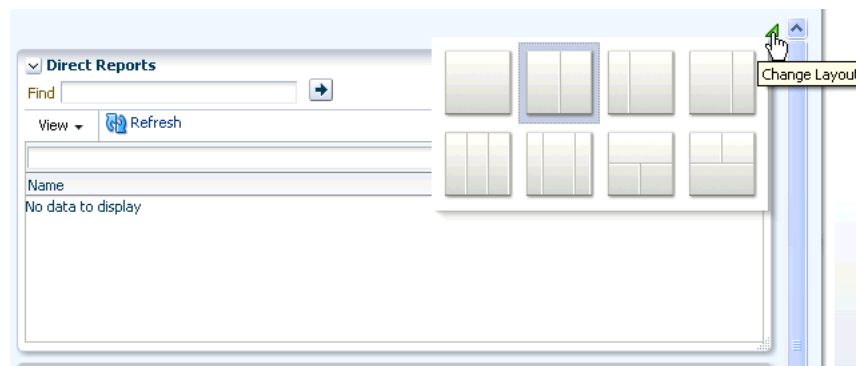 Direct Reports
Find
View
Refresh
Change Layout
Name
No data to display